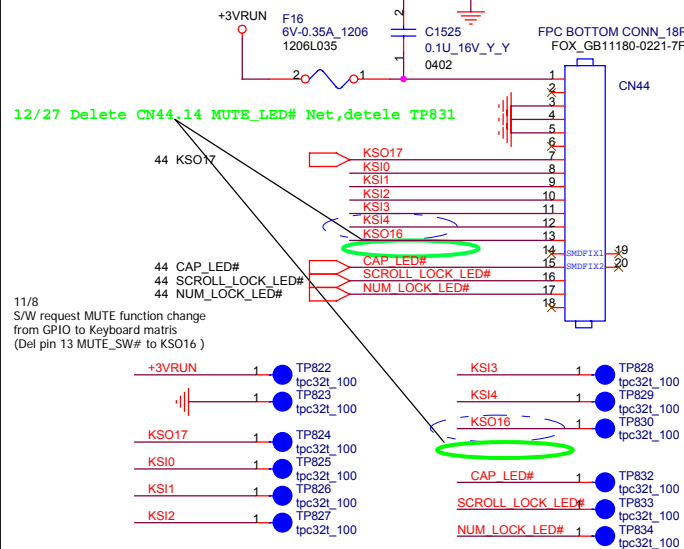 +3VRUN
F16
6V-0.35A_1206
1206L035
2
1
2
C1525
0.1U_16V_Y_Y
0402
1
FPC BOTTOM CONN_18P
FOX_GB11180-0221-7F
CN44
12/27 Delete CN44.14 MUTE_LED# Net,detele TP831
1
2
3
4
5
6
44 KSO17 KSO17 7
KSI0 8
KSI1 9
KSI2 10
KSI3 11
KSI4 12
KSO16 13
14 SMDFIX1 19
44 CAP_LED# CAP_LED# 15 SMDFIX2 20
44 SCROLL_LOCK_LED# SCROLL_LOCK_LED# 16
44 NUM_LOCK_LED# NUM_LOCK_LED# 17
18
11/8
S/W request MUTE function change
from GPIO to Keyboard matris
(Del pin 13 MUTE_SW# to KSO16 )
+3VRUN 1 TP822
tpc32t_100
1 TP823
tpc32t_100
KSO17 1 TP824
tpc32t_100
KSI0 1 TP825
tpc32t_100
KSI1 1 TP826
tpc32t_100
KSI2 1 TP827
tpc32t_100
KSI3 1 TP828
tpc32t_100
KSI4 1 TP829
tpc32t_100
KSO16 1 TP830
tpc32t_100
CAP_LED# 1 TP832
tpc32t_100
SCROLL_LOCK_LED# 1 TP833
tpc32t_100
NUM_LOCK_LED# 1 TP834
tpc32t_100